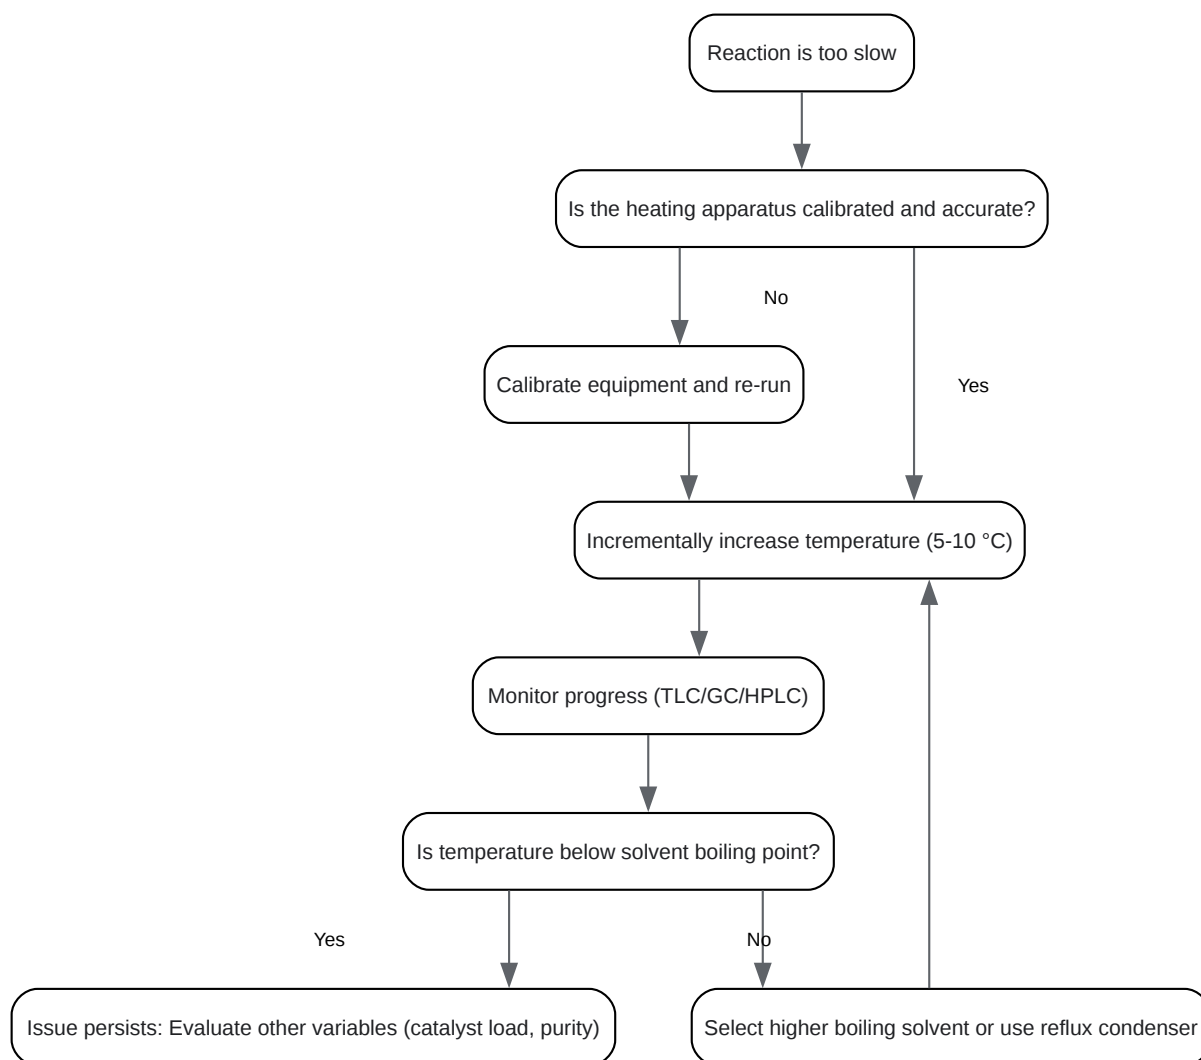 Reaction is too slow
Is the heating apparatus calibrated and accurate?
No
Calibrate equipment and re-run
Yes
Incrementally increase temperature (5-10 °C)
Monitor progress (TLC/GC/HPLC)
Is temperature below solvent boiling point?
Yes
No
Issue persists: Evaluate other variables (catalyst load, purity)
Select higher boiling solvent or use reflux condenser